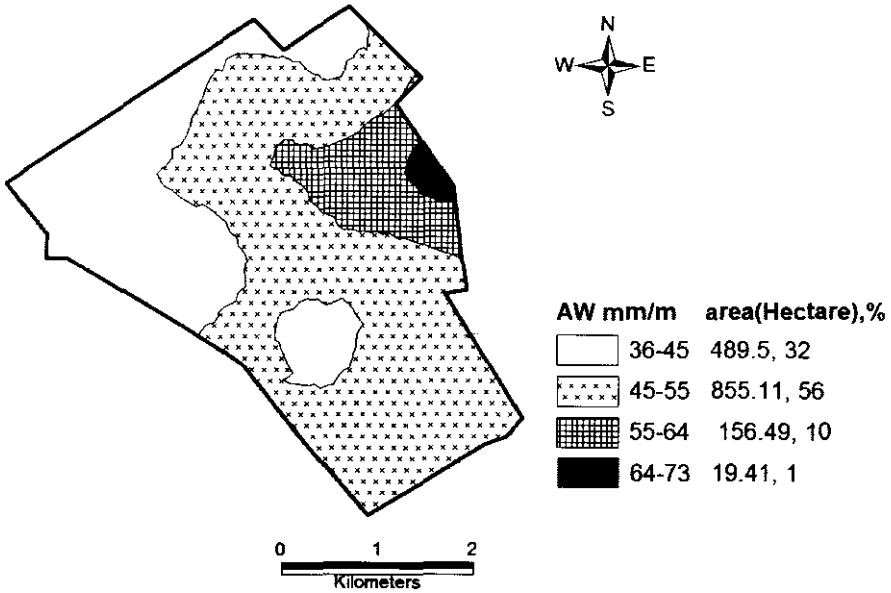 N
W E
S
AW mm/m area(Hectare),%
36-45 489.5, 32
45-55 855.11, 56
55-64 156.49, 10
64-73 19.41, 1
0 1 2
Kilometers